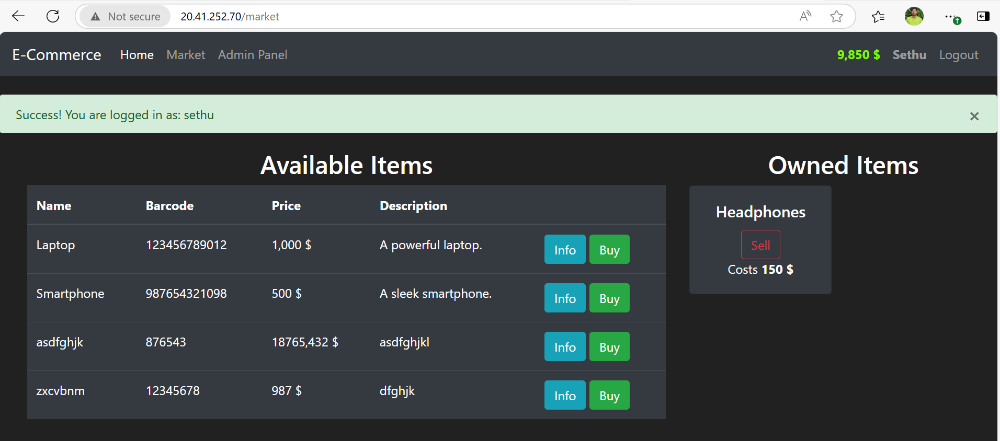 Not secure 20.41.252.70/market
E-Commerce Home Market Admin Panel 9,850 $ Sethu Logout
Success! You are logged in as: sethu ×
Available Items
Name Barcode Price Description
Laptop 123456789012 1,000 $ A powerful laptop. Info Buy
Smartphone 987654321098 500 $ A sleek smartphone. Info Buy
asdfghjk 876543 18765,432 $ asdfghjkl Info Buy
zxcvbnm 12345678 987 $ dfghjk Info Buy
Owned Items
Headphones
Sell
Costs 150 $